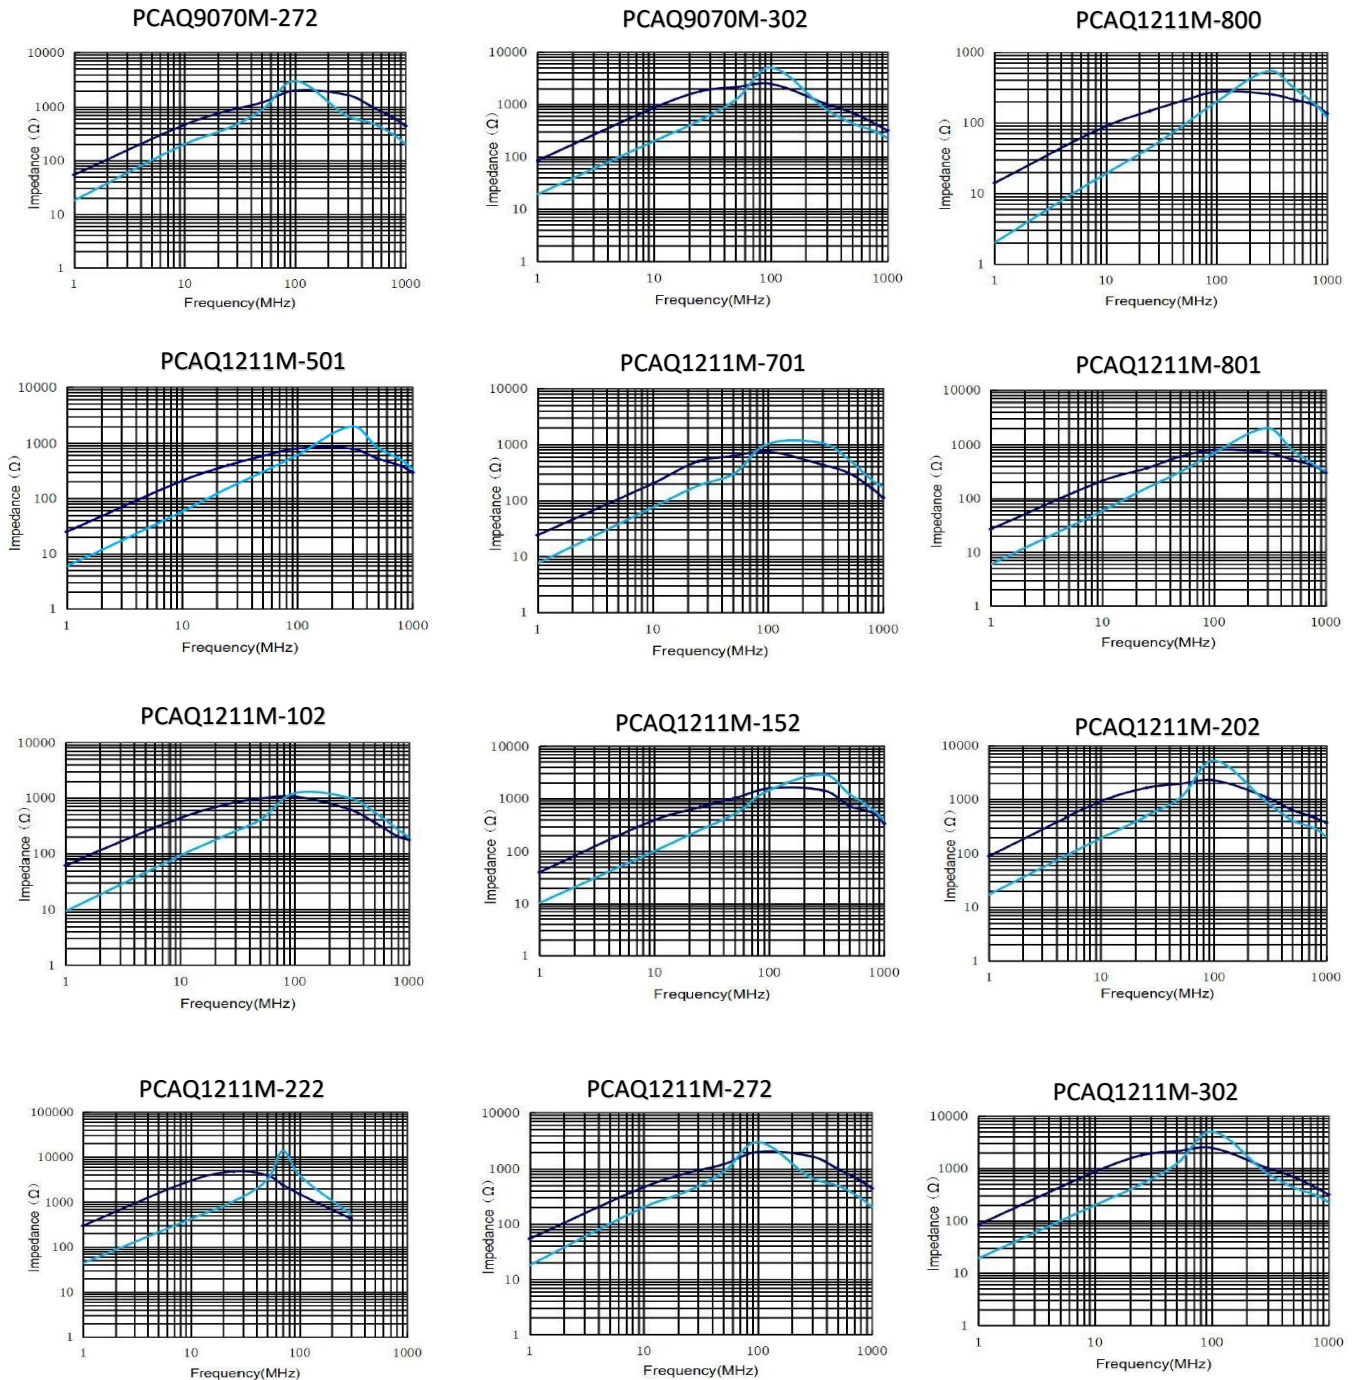 PCAQ9070M-272
10000
1000
100
10
1
Impedance（Ω）
1 10 100 1000
Frequency(MHz)
PCAQ9070M-302
10000
1000
100
10
1
Impedance（Ω）
1 10 100 1000
Frequency(MHz)
PCAQ1211M-800
1000
100
10
1
Impedance（Ω）
1 10 100 1000
Frequency(MHz)
PCAQ1211M-501
10000
1000
100
10
1
Impedance（Ω）
1 10 100 1000
Frequency(MHz)
PCAQ1211M-701
10000
1000
100
10
1
Impedance（Ω）
1 10 100 1000
Frequency(MHz)
PCAQ1211M-801
10000
1000
100
10
1
Impedance（Ω）
1 10 100 1000
Frequency(MHz)
PCAQ1211M-102
10000
1000
100
10
1
Impedance（Ω）
1 10 100 1000
Frequency(MHz)
PCAQ1211M-152
10000
1000
100
10
1
Impedance（Ω）
1 10 100 1000
Frequency(MHz)
PCAQ1211M-202
10000
1000
100
10
1
Impedance（Ω）
1 10 100 1000
Frequency(MHz)
PCAQ1211M-222
100000
10000
1000
100
10
1
Impedance（Ω）
1 10 100 1000
Frequency(MHz)
PCAQ1211M-272
10000
1000
100
10
1
Impedance（Ω）
1 10 100 1000
Frequency(MHz)
PCAQ1211M-302
10000
1000
100
10
1
Impedance（Ω）
1 10 100 1000
Frequency(MHz)